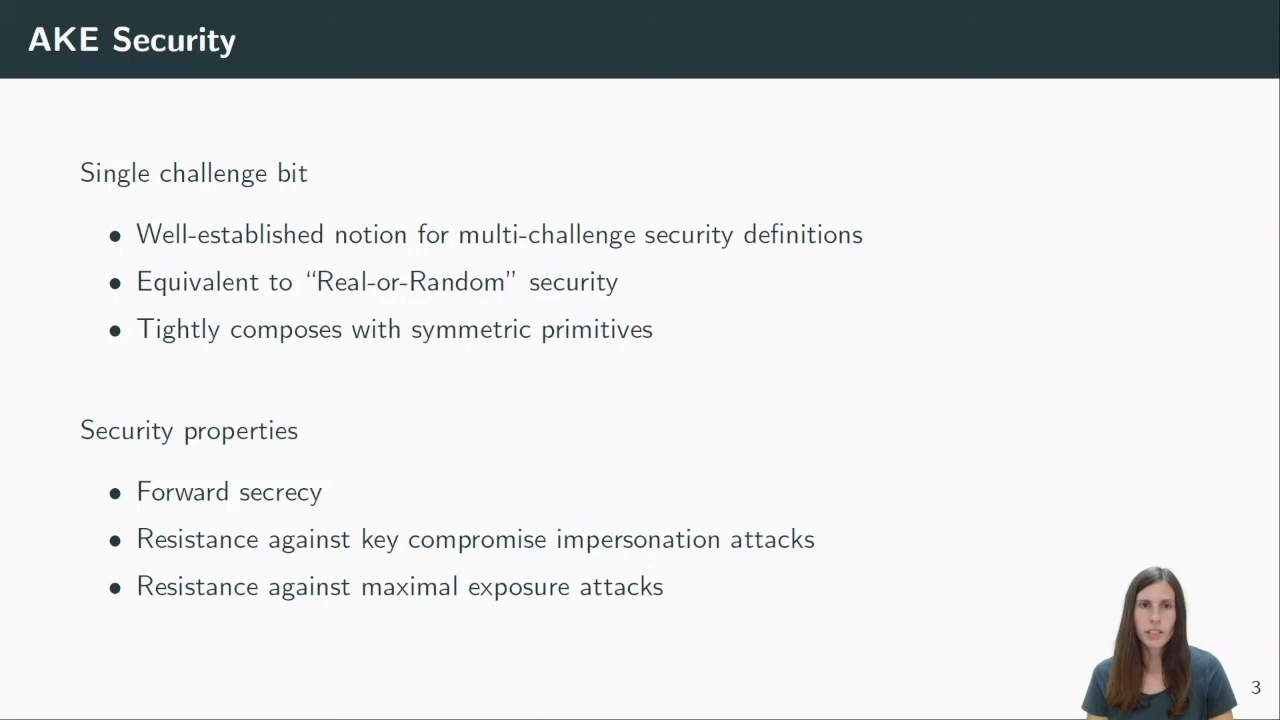 AKE Security
Single challenge bit
• Well-established notion for multi-challenge security definitions
• Equivalent to “Real-or-Random” security
• Tightly composes with symmetric primitives
Security properties
• Forward secrecy
• Resistance against key compromise impersonation attacks
• Resistance against maximal exposure attacks
3